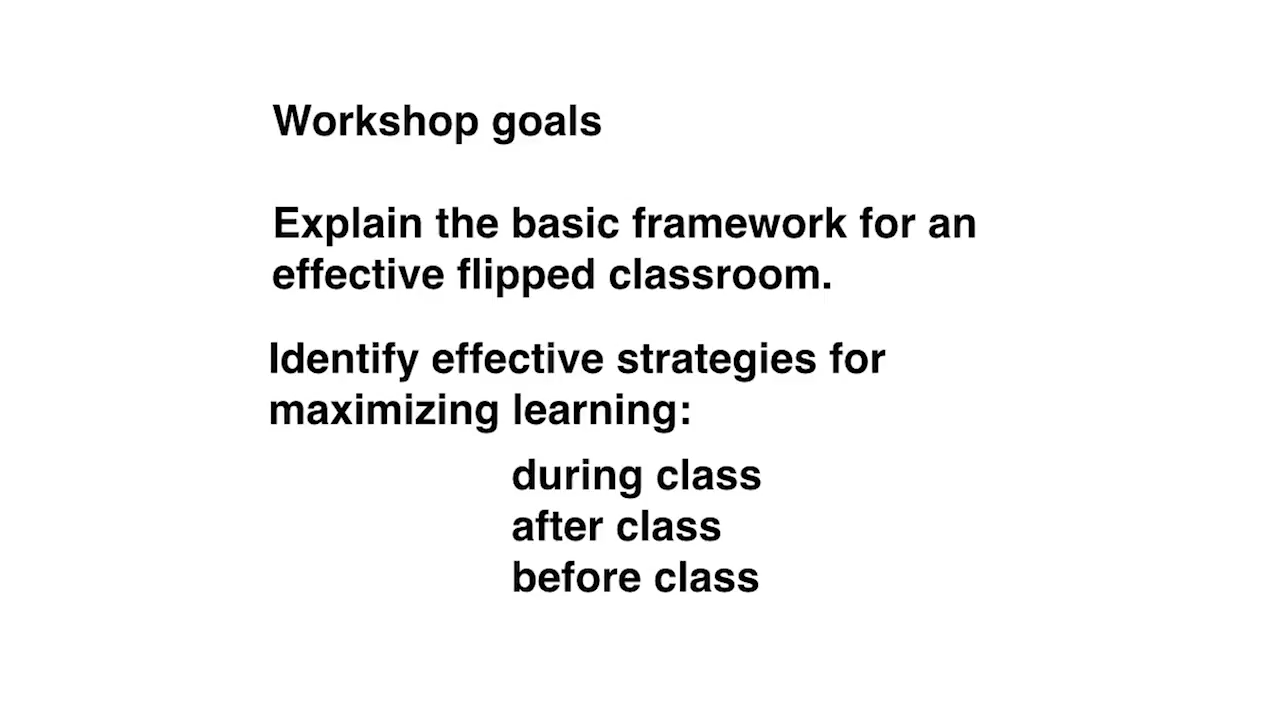 Workshop goals
Explain the basic framework for an
effective flipped classroom.
Identify effective strategies for
maximizing learning:
during class
after class
before class